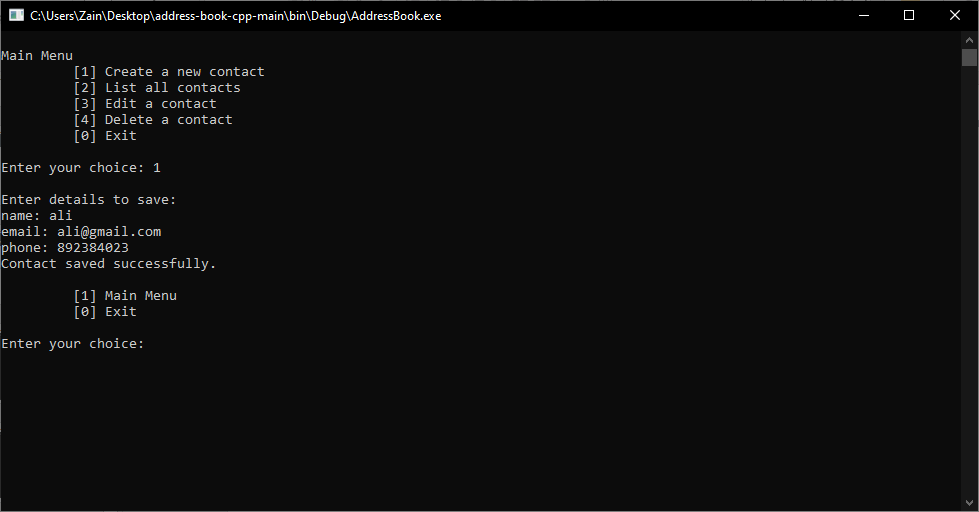 C:\Users\Zain\Desktop\address-book-cpp-main\bin\Debug\AddressBook.exe
Main Menu
[1] Create a new contact
[2] List all contacts
[3] Edit a contact
[4] Delete a contact
[0] Exit
Enter your choice: 1
Enter details to save:
name: ali
email: ali@gmail.com
phone: 892384023
Contact saved successfully.
[1] Main Menu
[0] Exit
Enter your choice: